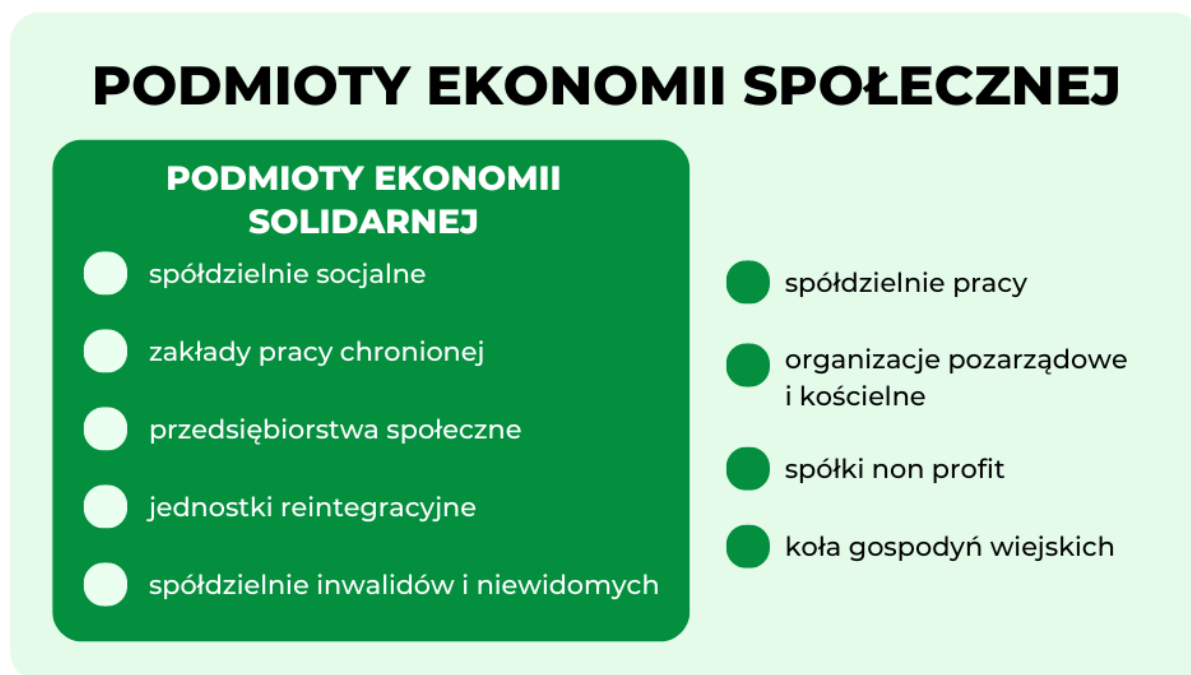 PODMIOTY EKONOMII SPOŁECZNEJ
PODMIOTY EKONOMII
SOLIDARNEJ
spółdzielnie socjalne
zakłady pracy chronionej
przedsiębiorstwa społeczne
jednostki reintegracyjne
spółdzielnie inwalidów i niewidomych
spółdzielnie pracy
organizacje pozarządowe
i kościelne
spółki non profit
koła gospodyń wiejskich